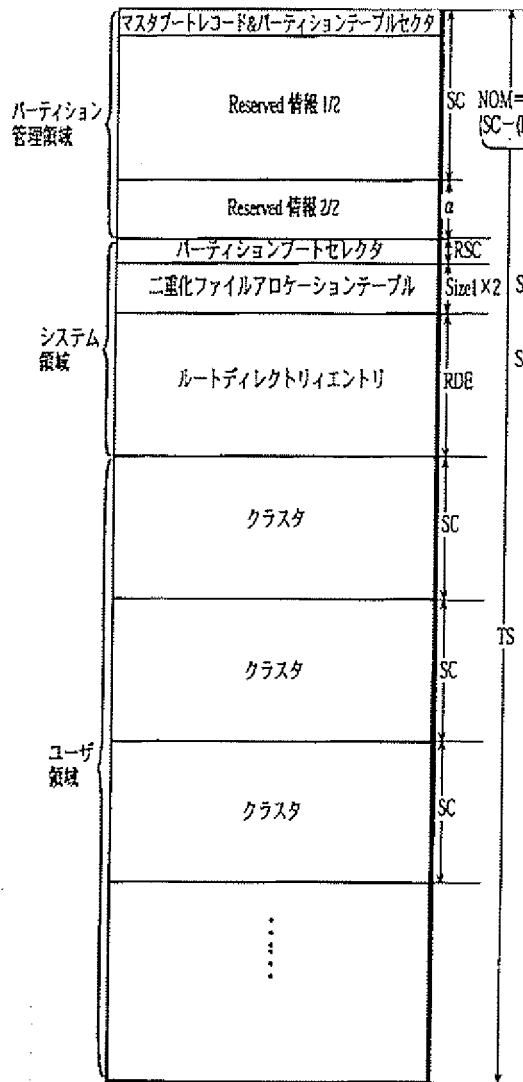 マスタブートレコード&パーティションテーブルセクタ
パーティション
管理領域
Reserved 情報 1/2
SC
NOM=
Reserved 情報 2/2
α
パーティションブートセレクタ
RSC
二重化ファイルアロケーションテーブル
Size1×2
S
システム
領域
ルートディレクトリィエントリ
RDE
S
クラスタ
SC
クラスタ
SC
TS
ユーザ
領域
クラスタ
SC